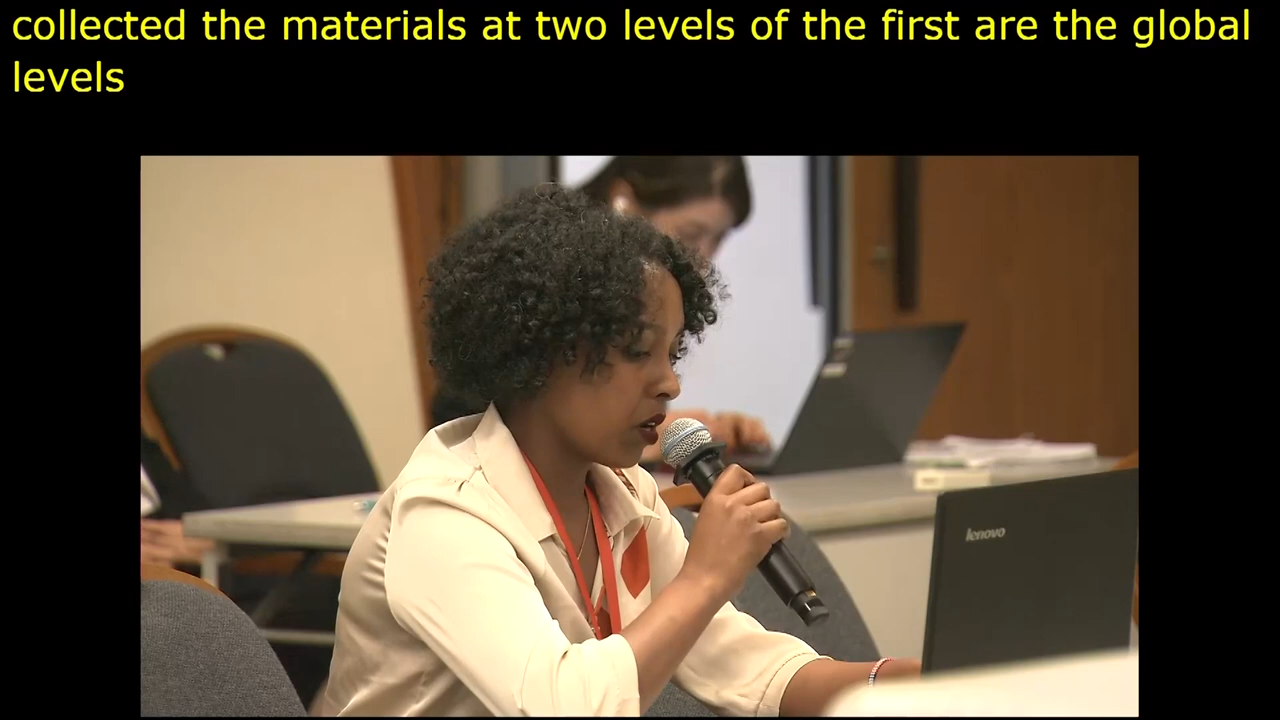 collected the materials at two levels of the first are the global
levels
lenovo